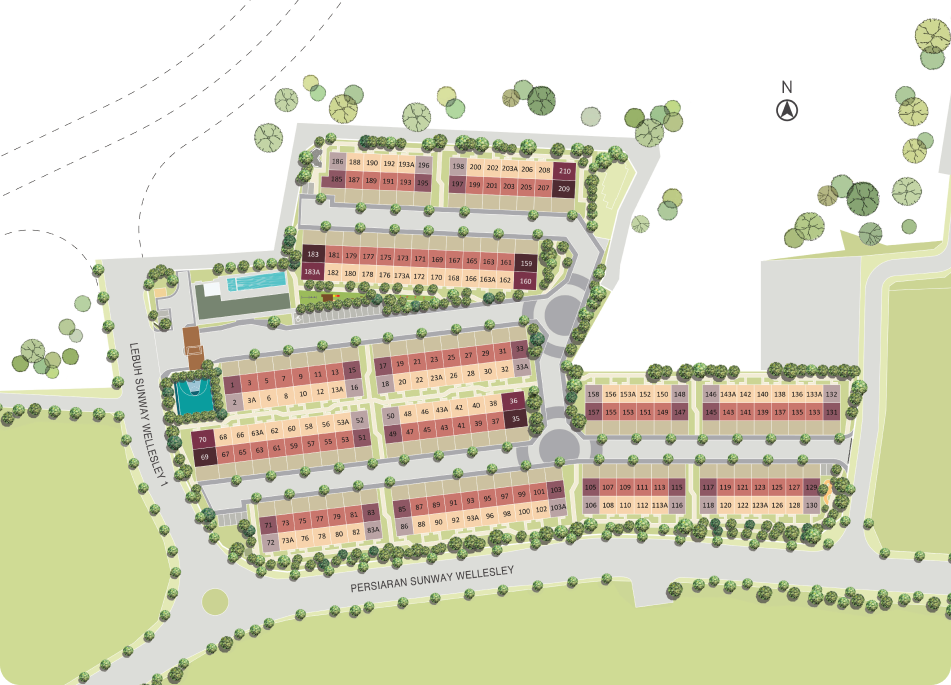 N
186 188 190 192 193A 196
198 200 202 203A 206 208 210
185 187 189 191 193 195
197 199 201 203 205 207 209
183 181 179 177 175 173 171 169 167 165 163 161 159
183A 182 180 178 176 173A 172 170 168 166 163A 162 160
1 3 5 7 9 11 13 15
17 19 21 23 25 27 29 31 33
2 3A 6 8 10 12 13A 16
18 20 22 23A 26 28 30 32 33A
158 156 153A 152 150 148
146 143A 142 140 138 136 133A 132
157 155 153 151 149 147
145 143 141 139 137 135 133 131
70 68 66 63A 62 60 58 56 53A 52
50 48 46 43A 42 40 38 36
69 67 65 63 61 59 57 55 53 51
49 47 45 43 41 39 37 35
LEBUH SUNWAY WELLESLEY 1
105 107 109 111 113 115
117 119 121 123 125 127 129
106 108 110 112 113A 116
118 120 122 123A 126 128 130
71 73 75 77 79 81 83
85 87 89 91 93 95 97 99 101 103
72 73A 76 78 80 82 83A
86 88 90 92 93A 96 98 100 102 103A
PERSIARAN SUNWAY WELLESLEY